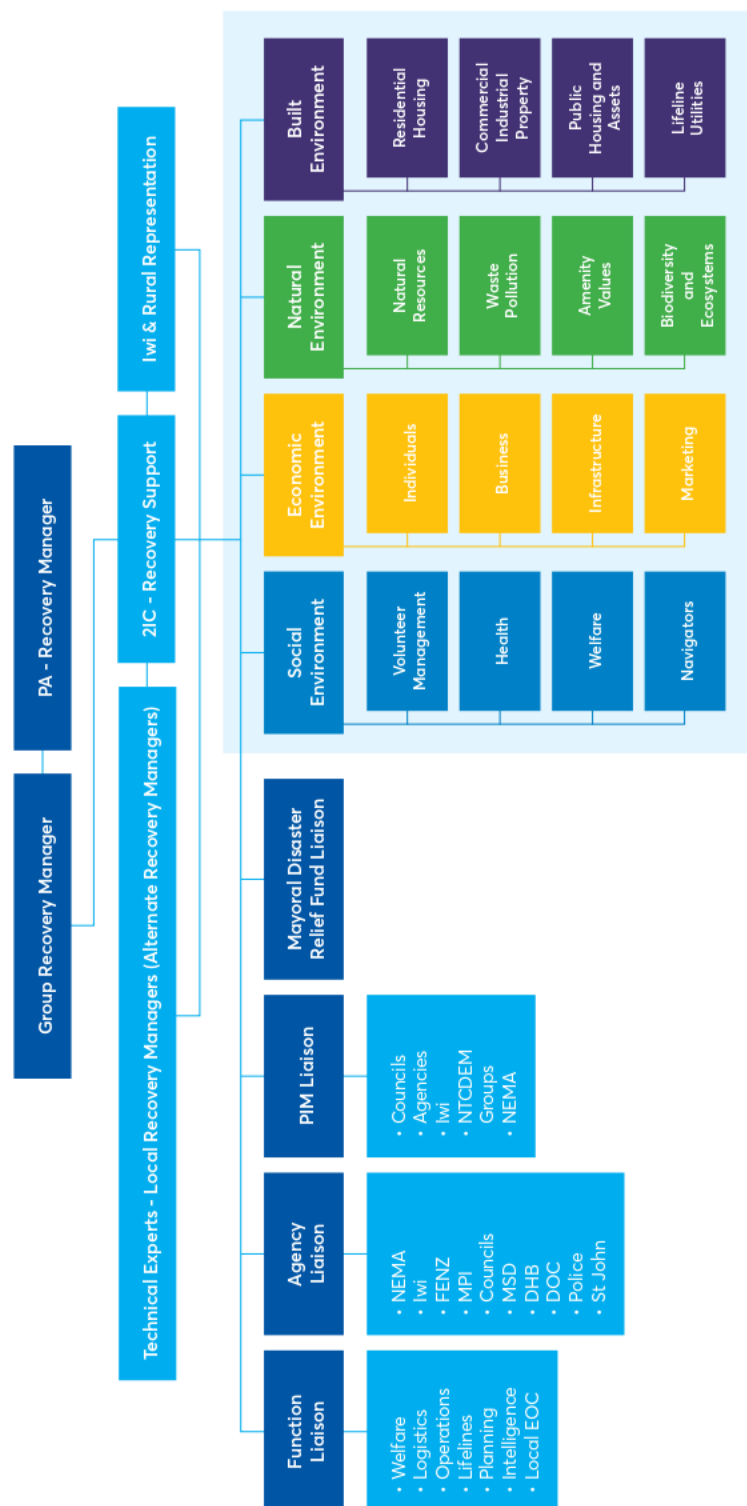 Group Recovery Manager
PA - Recovery Manager
Technical Experts - Local Recovery Managers (Alternate Recovery Managers)
2IC - Recovery Support
Iwi & Rural Representation
Function
Liaison
• Welfare
• Logistics
• Operations
• Lifelines
• Planning
• Intelligence
• Local EOC
Agency
Liaison
• NEMA
• Iwi
• FENZ
• MPI
• Councils
• MSD
• DHB
• DOC
• Police
• St John
PIM Liaison
• Councils
• Agencies
• Iwi
• NTCDEM
Groups
• NEMA
Mayoral Disaster
Relief Fund Liaison
Social
Environment
Volunteer
Management
Health
Welfare
Navigators
Economic
Environment
Individuals
Business
Infrastructure
Marketing
Natural
Environment
Natural
Resources
Waste
Pollution
Amenity
Values
Biodiversity
and
Ecosystems
Built
Environment
Residential
Housing
Commercial
Industrial
Property
Public
Housing and
Assets
Lifeline
Utilities